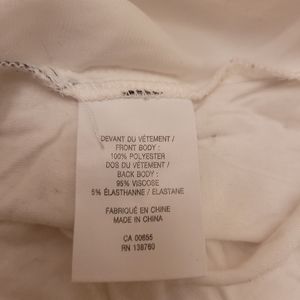 DEVANT DU VÊTEMENT /
FRONT BODY :
100% POLYESTER
DOS DU VÊTEMENT /
BACK BODY :
95% VISCOSE
5% ÉLASTHANNE / ELASTANE
FABRIQUÉ EN CHINE
MADE IN CHINA
CA 00655
RN 138760